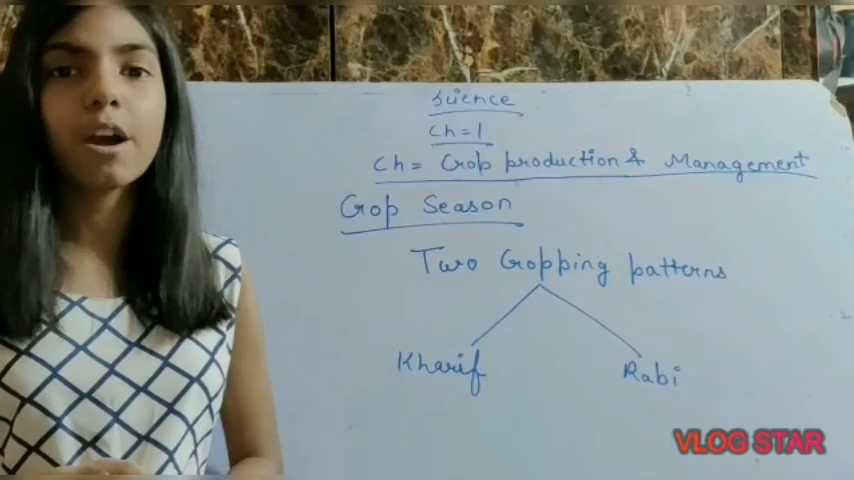 Science
Ch=1
Ch= Crop production & Management
Crop Season
Two Cropping patterns
Kharif
Rabi
VLOG STAR